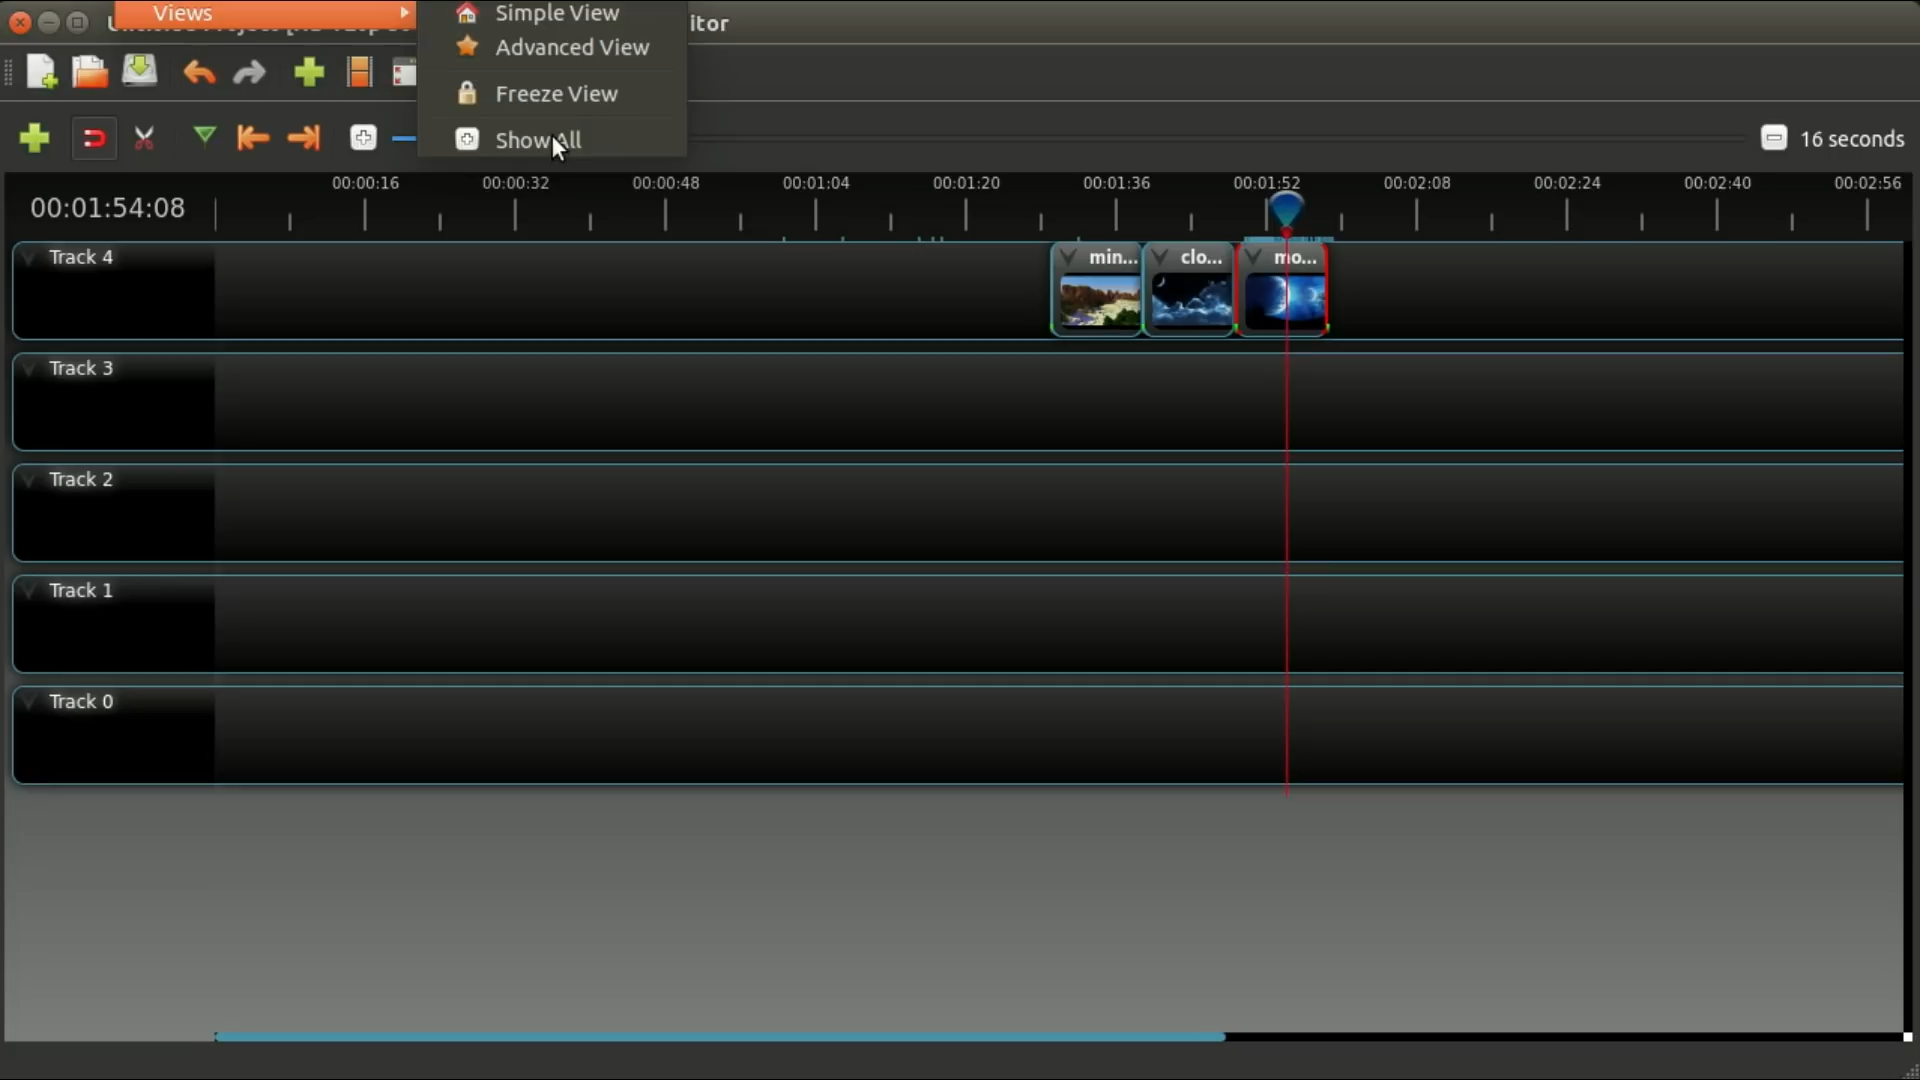 Views
Simple View
itor
Advanced View
Freeze View
Show All
16 seconds
00:00:16 00:00:32 00:00:48 00:01:04 00:01:20 00:01:36 00:01:52 00:02:08 00:02:24 00:02:40 00:02:56
00:01:54:08
Track 4
min...
clo...
mo...
Track 3
Track 2
Track 1
Track 0